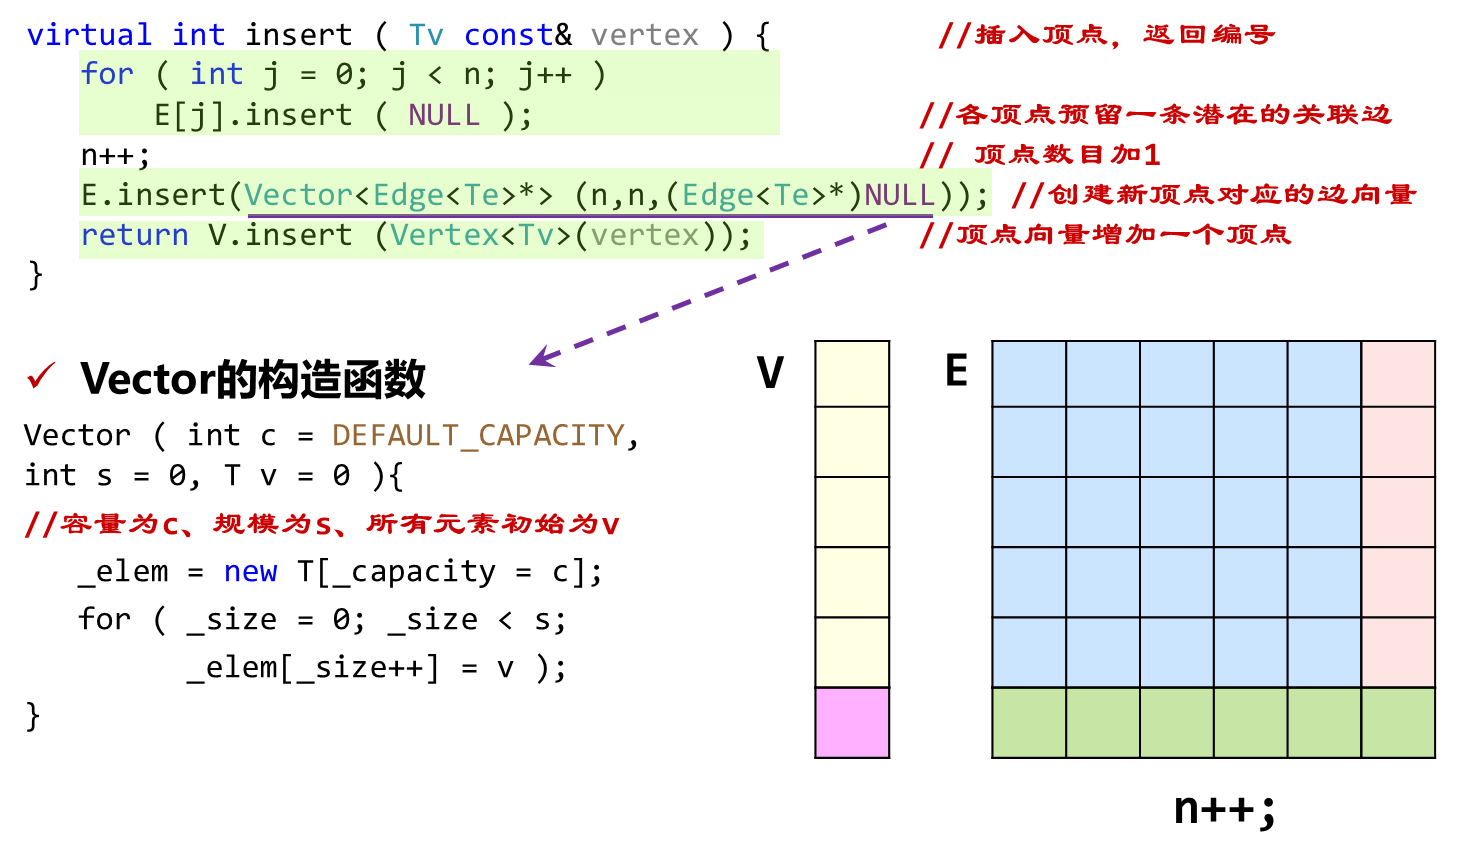 virtual int insert ( Tv const& vertex ) { //插入顶点，返回编号
for ( int j = 0; j < n; j++ )
E[j].insert ( NULL ); //各顶点预留一条潜在的关联边
n++; // 顶点数目加1
E.insert(Vector<Edge<Te>*> (n,n,(Edge<Te>*)NULL)); //创建新顶点对应的边向量
return V.insert (Vertex<Tv>(vertex)); //顶点向量增加一个顶点
}
✓ Vector的构造函数
Vector ( int c = DEFAULT_CAPACITY,
int s = 0, T v = 0 ){
//容量为c、规模为s、所有元素初始为v
_elem = new T[_capacity = c];
for ( _size = 0; _size < s;
_elem[_size++] = v );
}
V E
n++;